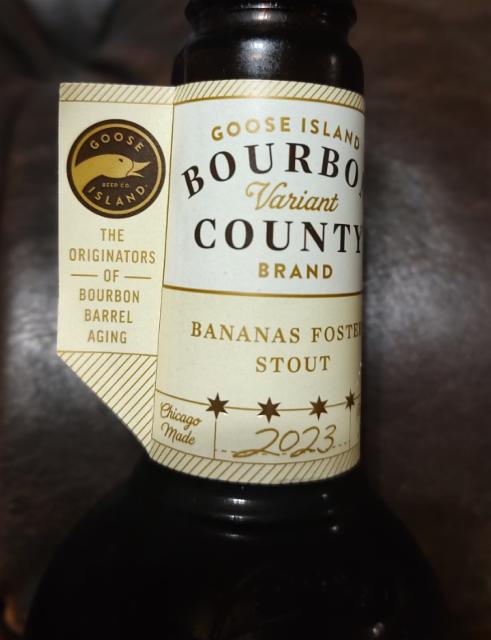 GOOSE
BEER CO.
ISLAND
THE
ORIGINATORS
OF
BOURBON
BARREL
AGING
GOOSE ISLAND
BOURBO
Variant
COUNTY
BRAND
BANANAS FOSTE
STOUT
Chicago
Made
2023